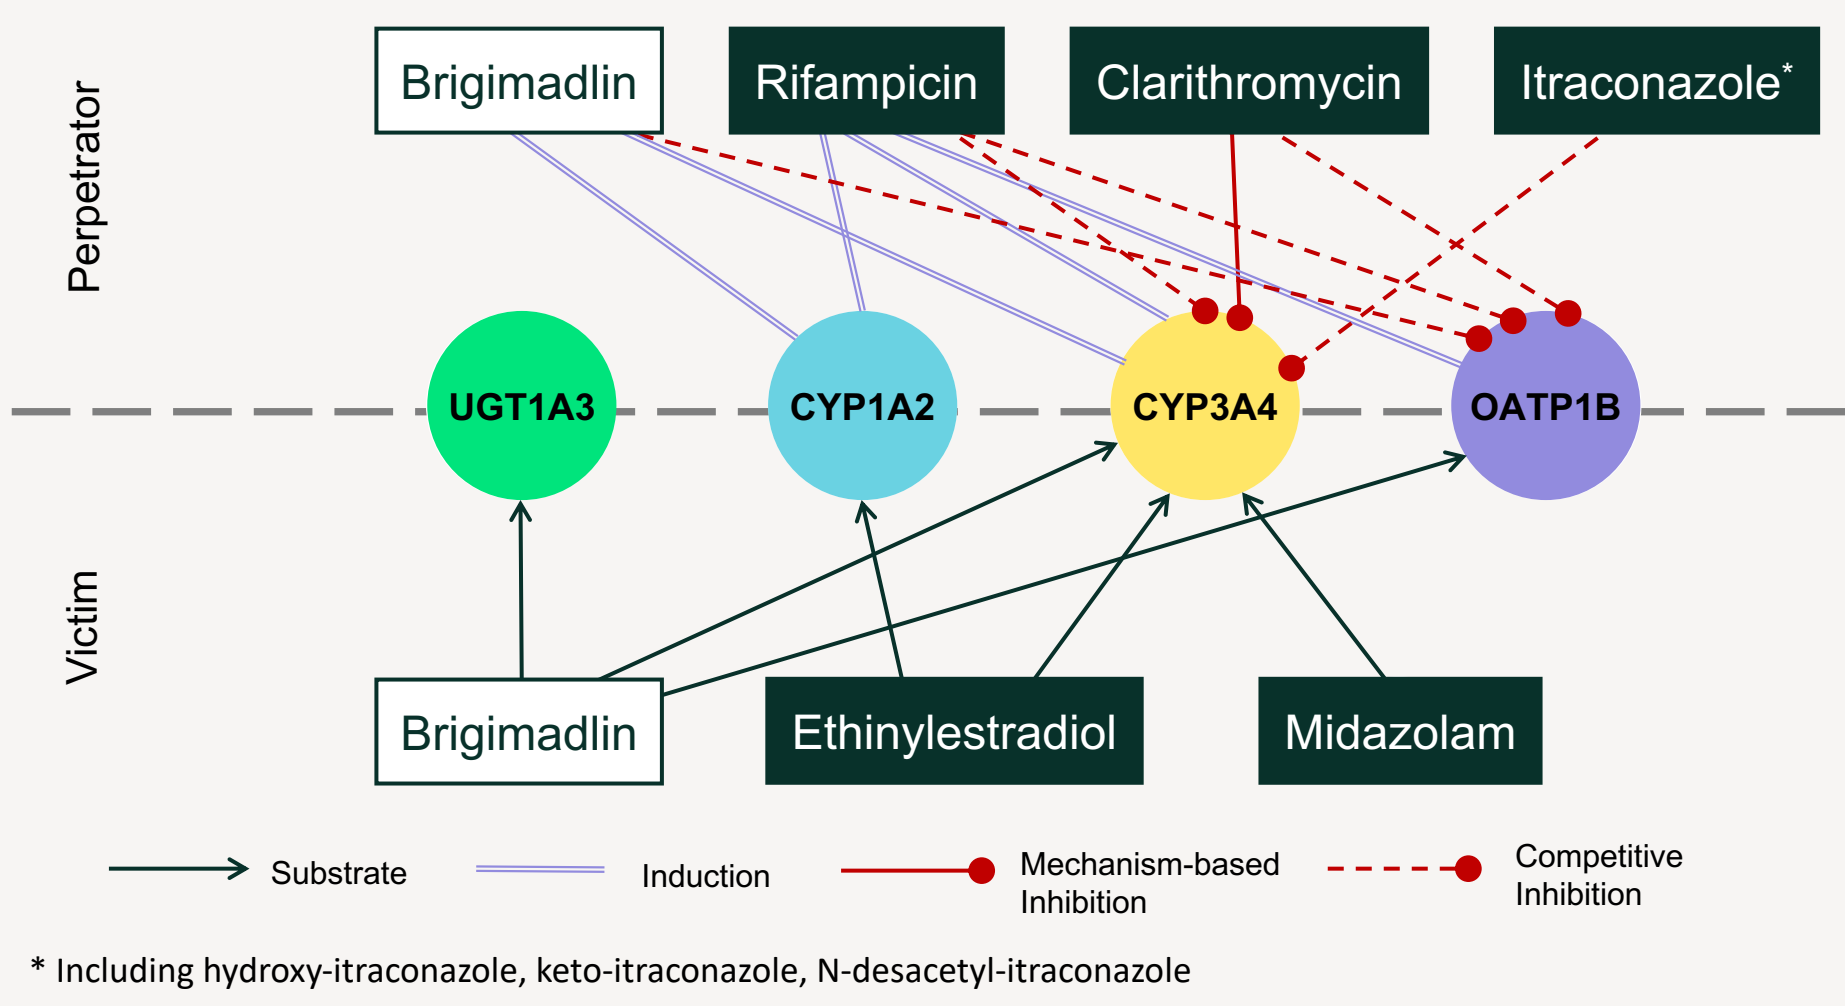 Perpetrator
Brigimadlin
Rifampicin
Clarithromycin
Itraconazole*
UGT1A3
CYP1A2
CYP3A4
OATP1B
Victim
Brigimadlin
Ethinylestradiol
Midazolam
Substrate
Induction
Mechanism-based
Inhibition
Competitive
Inhibition
* Including hydroxy-itraconazole, keto-itraconazole, N-desacetyl-itraconazole